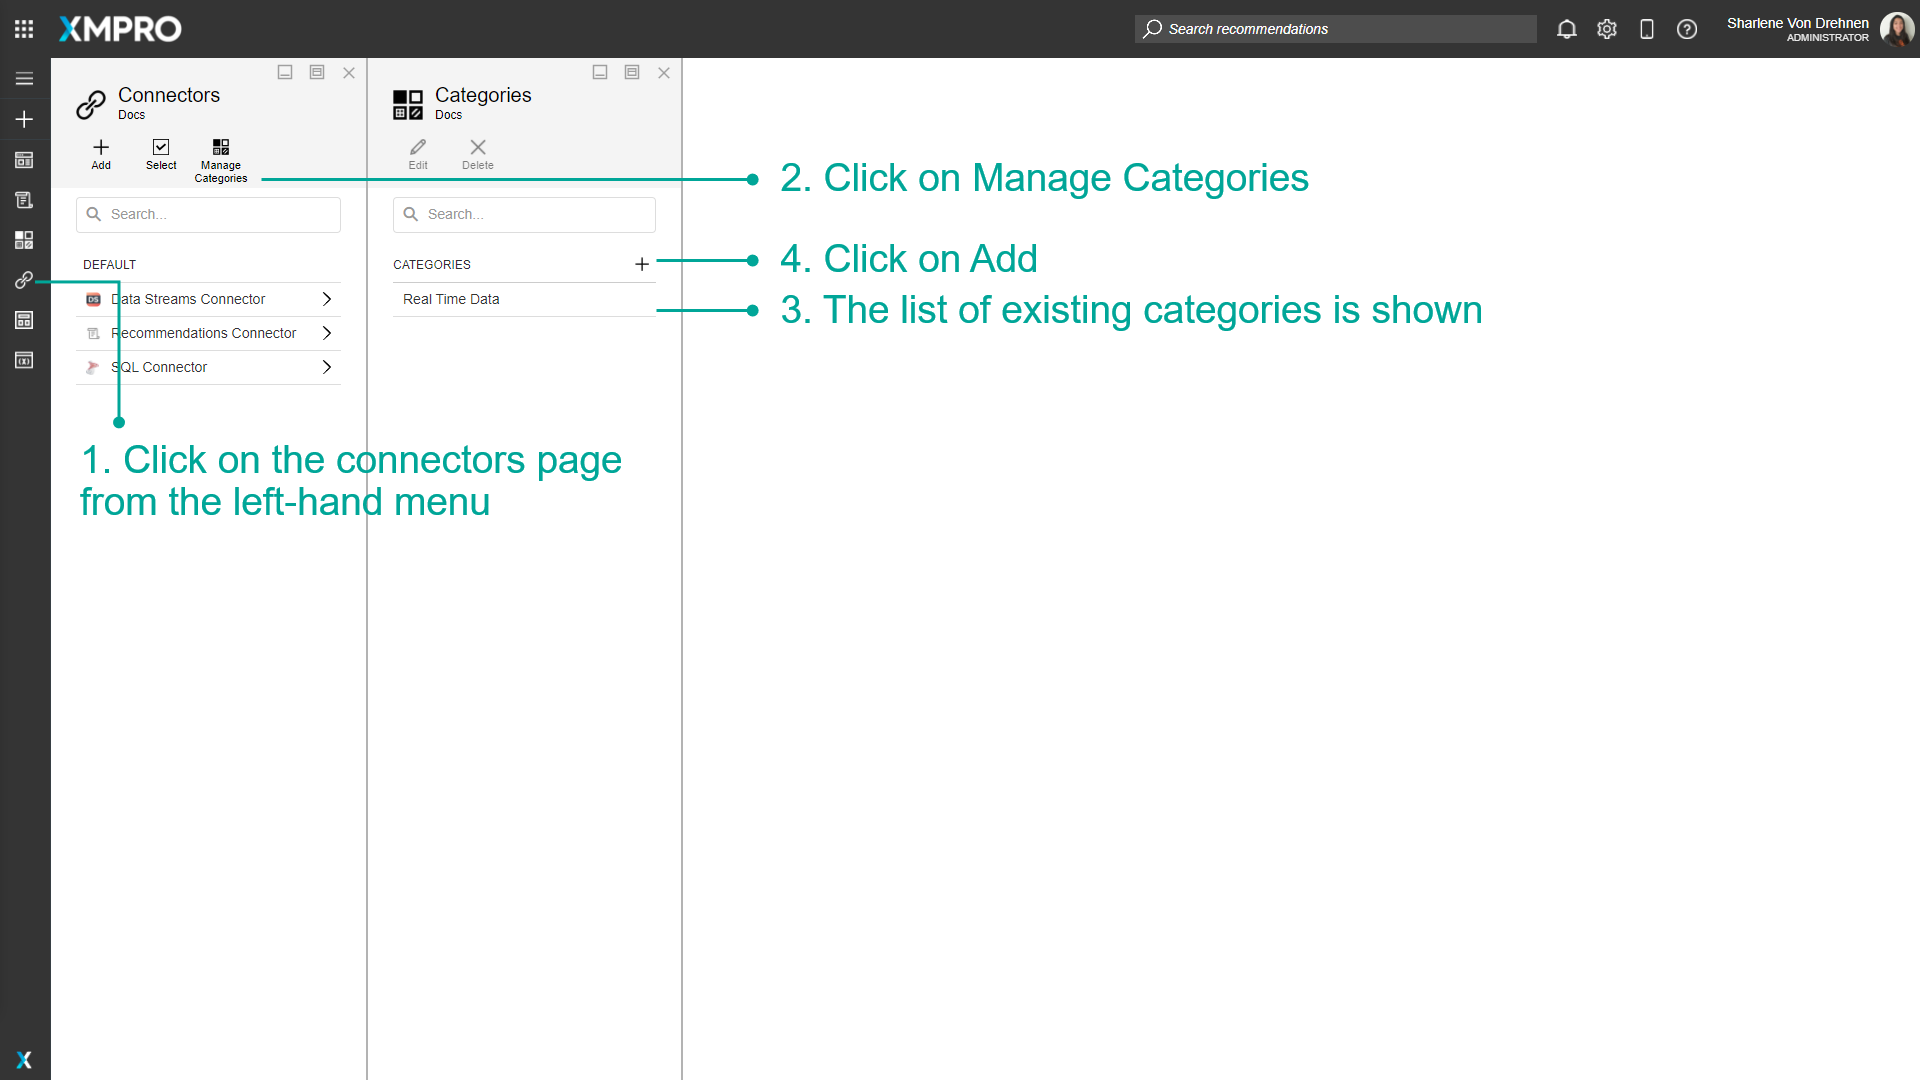 XMPRO
Search recommendations
Sharlene Von Drehnen
ADMINISTRATOR
Connectors
Docs
Add
Select
Manage
Categories
Search...
DEFAULT
DS
Data Streams Connector
Recommendations Connector
SQL Connector
Categories
Docs
Edit
Delete
Search...
CATEGORIES
Real Time Data
2. Click on Manage Categories
4. Click on Add
3. The list of existing categories is shown
1. Click on the connectors page
from the left-hand menu